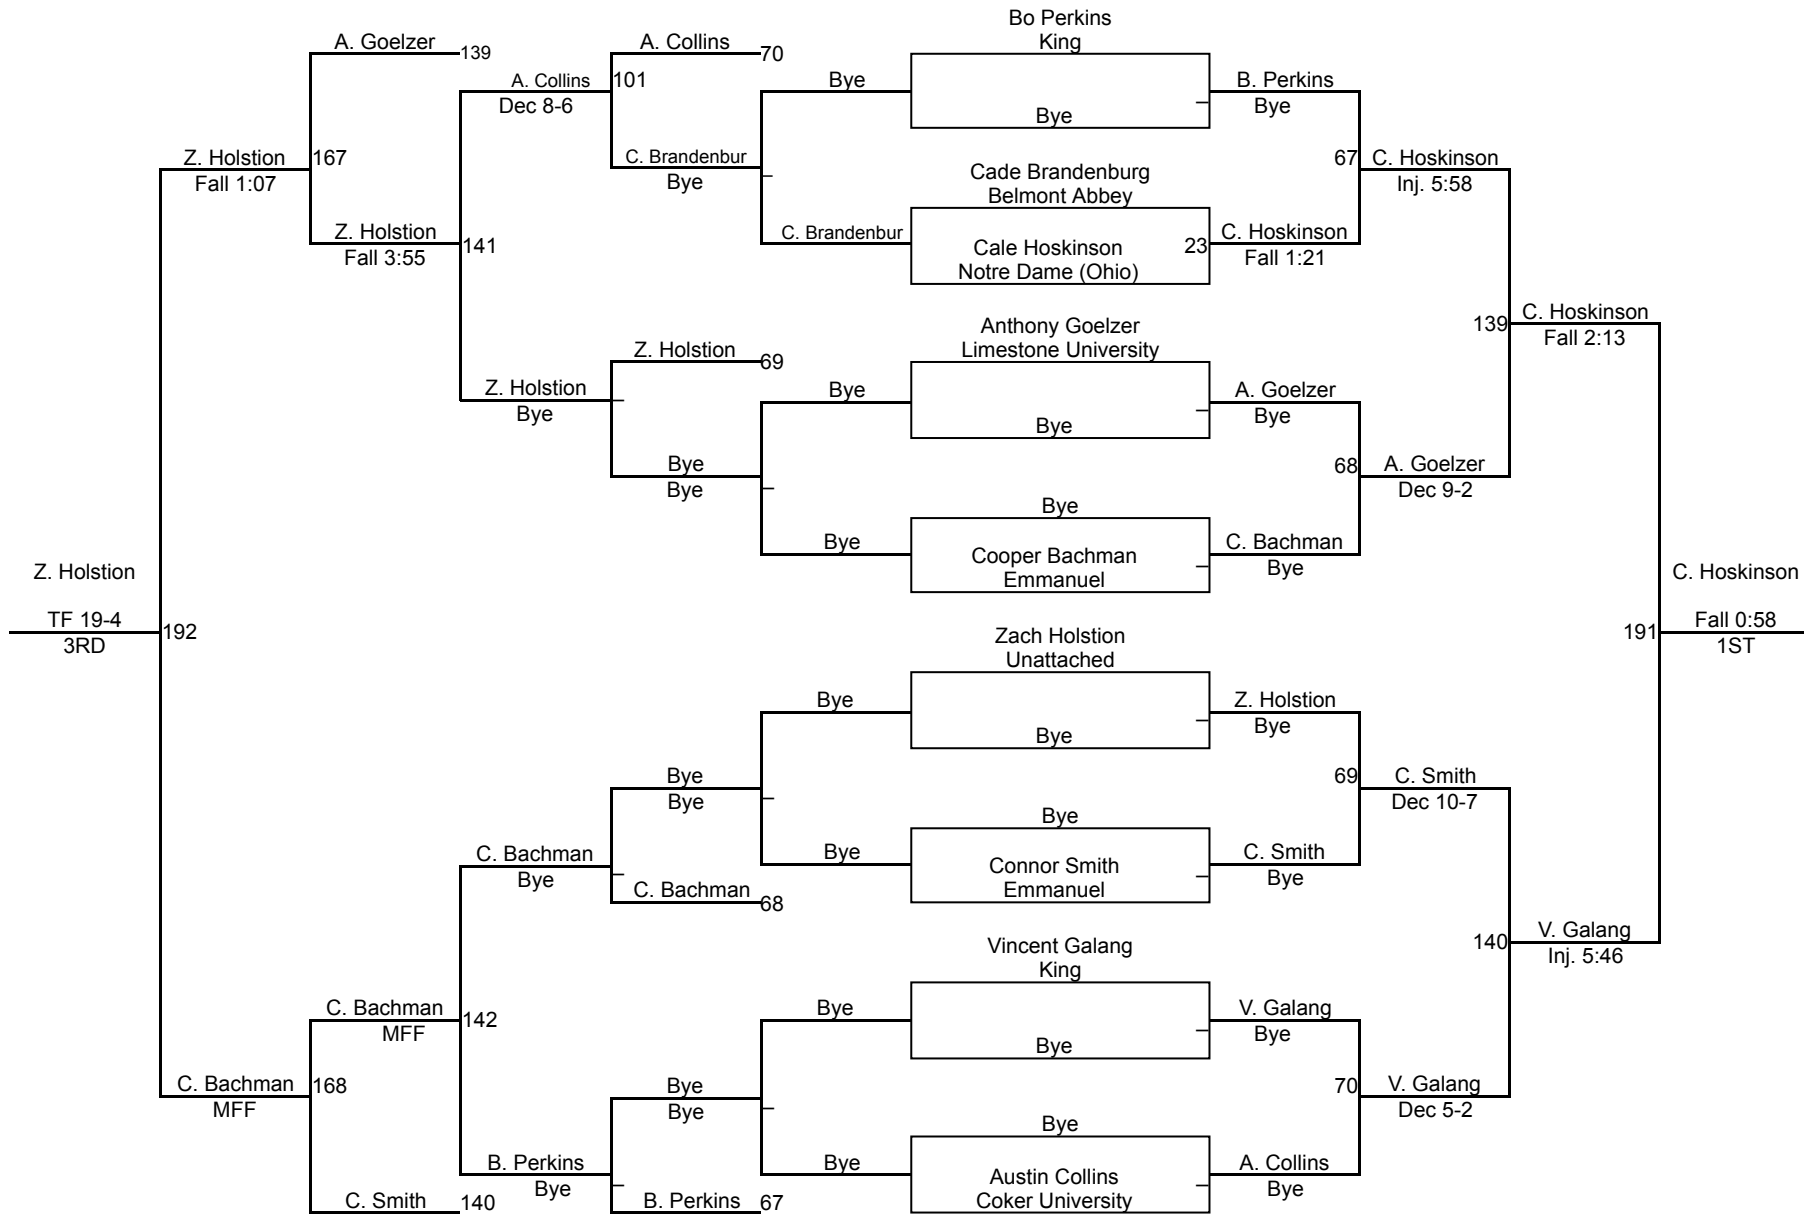 Bo Perkins
King
A. Goelzer
139
A. Collins
70
A. Collins
101
Dec 8-6
Bye
Bye
B. Perkins
Bye
Z. Holstion
167
Fall 1:07
C. Brandenbur
Bye
Cade Brandenburg
Belmont Abbey
67
C. Hoskinson
Inj. 5:58
Z. Holstion
141
Fall 3:55
C. Brandenbur
Cale Hoskinson
23
Notre Dame (Ohio)
C. Hoskinson
Fall 1:21
139
C. Hoskinson
Fall 2:13
Anthony Goelzer
Limestone University
Z. Holstion
69
Z. Holstion
Bye
Bye
Bye
A. Goelzer
Bye
Bye
Bye
68
A. Goelzer
Dec 9-2
Bye
Bye
Cooper Bachman
Emmanuel
C. Bachman
Bye
Z. Holstion
TF 19-4
192
3RD
C. Hoskinson
191
Fall 0:58
1ST
Zach Holstion
Unattached
Bye
Bye
Z. Holstion
Bye
Bye
Bye
69
C. Smith
Dec 10-7
Bye
C. Bachman
Bye
Bye
Connor Smith
Emmanuel
C. Smith
Bye
C. Bachman
68
Vincent Galang
King
140
V. Galang
Inj. 5:46
C. Bachman
142
MFF
Bye
Bye
V. Galang
Bye
C. Bachman
168
MFF
Bye
Bye
70
V. Galang
Dec 5-2
Bye
B. Perkins
Bye
Bye
Austin Collins
Coker University
A. Collins
Bye
C. Smith
140
B. Perkins
67